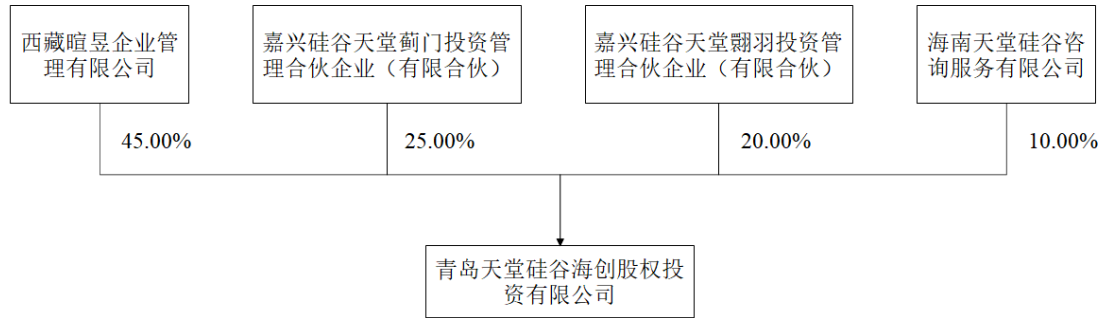 西藏暄昱企业管
理有限公司
嘉兴硅谷天堂蓟门投资管
理合伙企业（有限合伙）
嘉兴硅谷天堂翾羽投资管
理合伙企业（有限合伙）
海南天堂硅谷咨
询服务有限公司
45.00%
25.00%
20.00%
10.00%
青岛天堂硅谷海创股权投
资有限公司